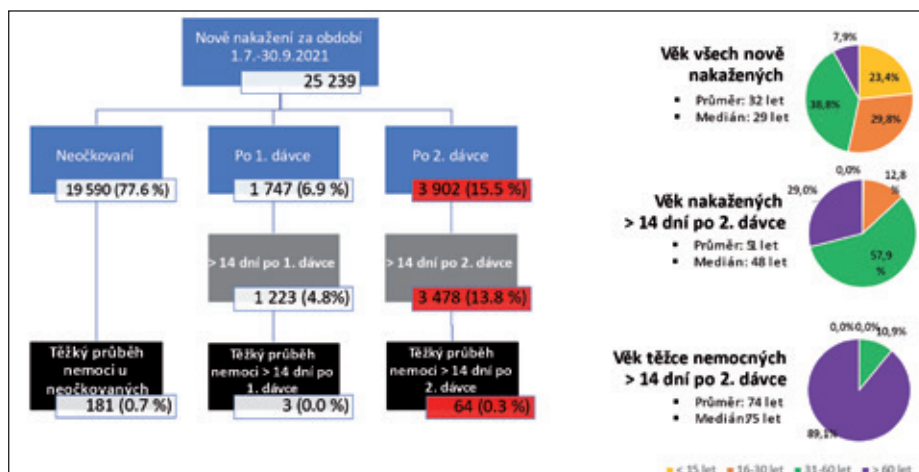 Nově nakažení za období
1.7.-30.9.2021
25 239
Neočkovaní
19 590 (77.6 %)
Po 1. dávce
1 747 (6.9 %)
Po 2. dávce
3 902 (15.5 %)
> 14 dní po 1. dávce
1 223 (4.8%)
> 14 dní po 2. dávce
3 478 (13.8 %)
Těžký průběh
nemoci u
neočkovaných
181 (0.7 %)
Těžký průběh
nemoci > 14 dní po
1. dávce
3 (0.0 %)
Těžký průběh
nemoci > 14 dní po
2. dávce
64 (0.3 %)
Věk všech nově
nakažených
▪ Průměr: 32 let
▪ Medián: 29 let
7,9%
23,4%
38,8%
29,8%
Věk nakažených
> 14 dní po 2. dávce
▪ Průměr: 51 let
▪ Medián: 48 let
0,0%
12,8
%
29,0%
57,9
%
Věk těžce nemocných
> 14 dní po 2. dávce
▪ Průměr: 74 let
▪ Medián:75 let
0,0%
0,0%
10,9%
89,1%
< 15 let
16-30 let
31-60 let
> 60 let